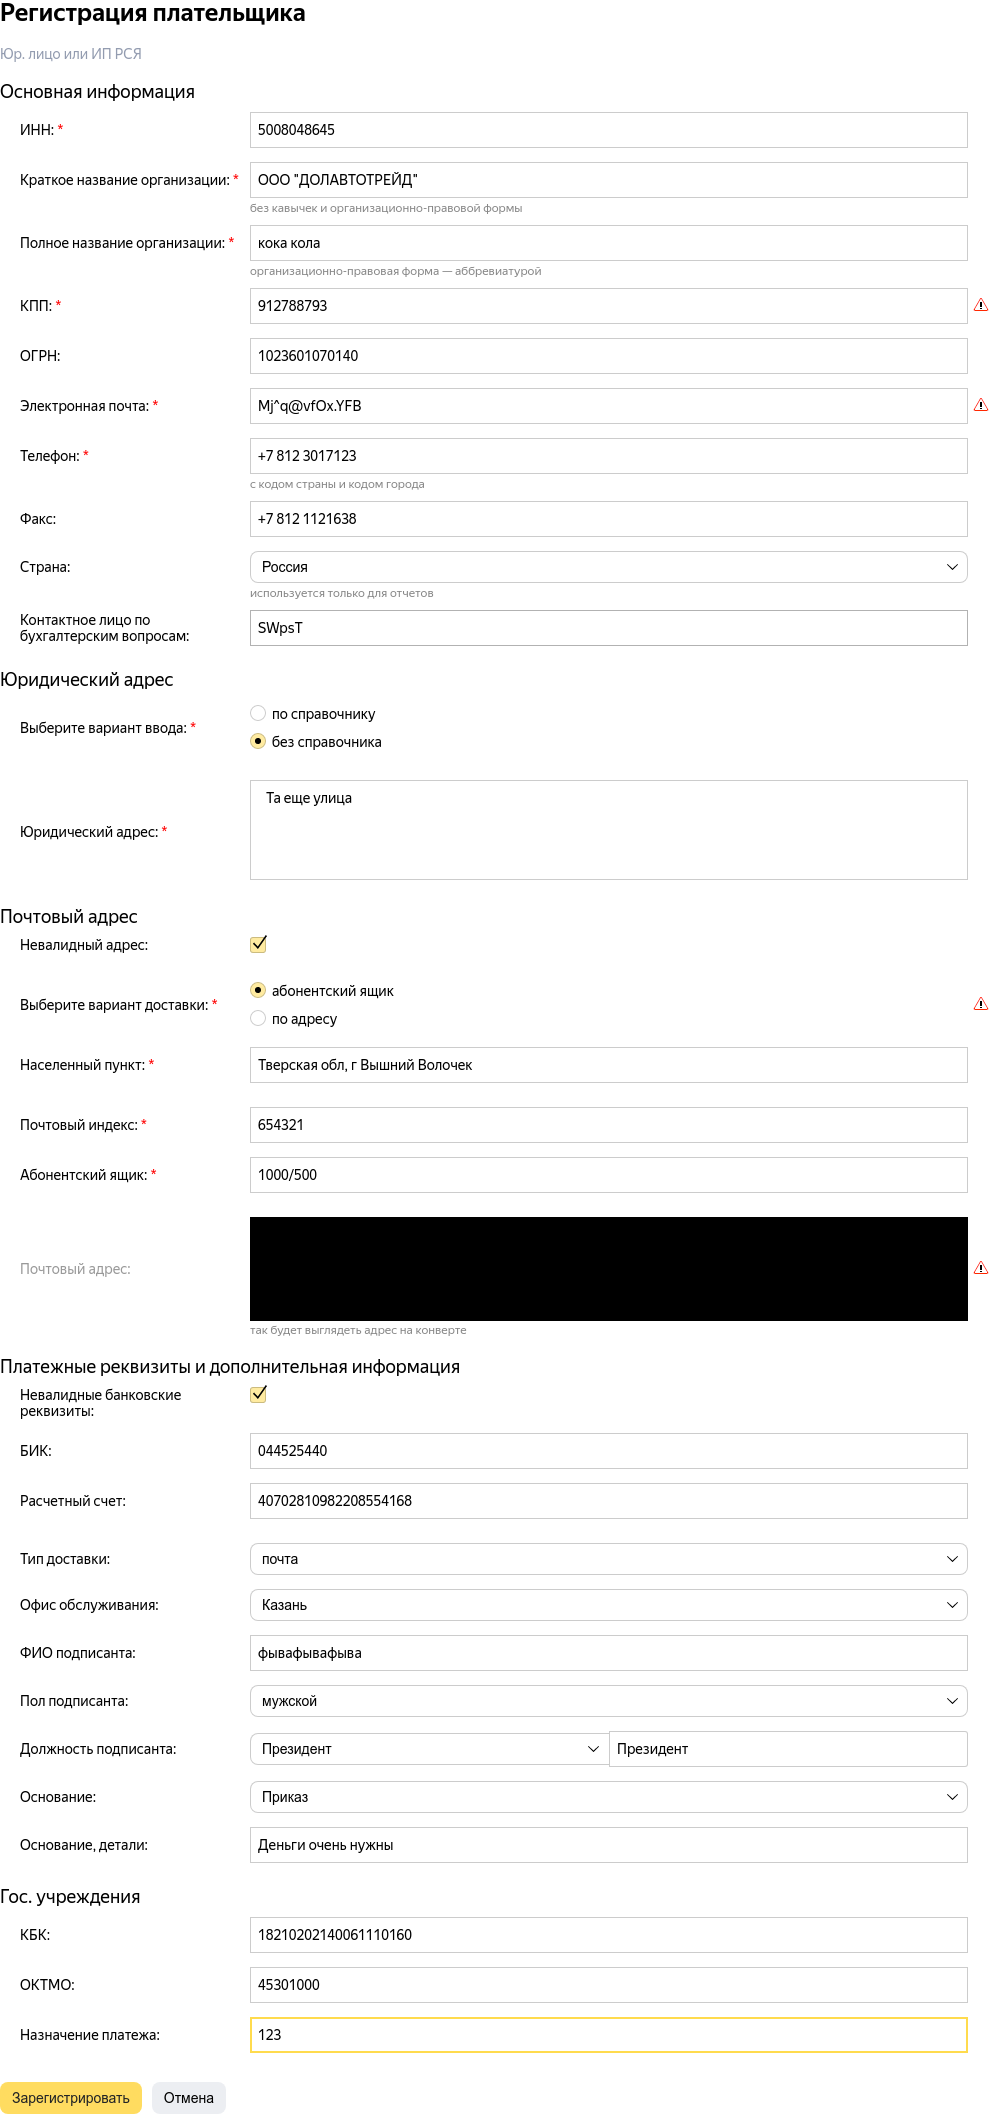 Регистрация плательщика
Юр. лицо или ИП РСЯ
Основная информация
ИНН: * 5008048645
Краткое название организации: * ООО "ДОЛАВТОТРЕЙД"
без кавычек и организационно-правовой формы
Полное название организации: * кока кола
организационно-правовая форма — аббревиатурой
КПП: * 912788793
ОГРН: 1023601070140
Электронная почта: * Mj^q@vfOx.YFB
Телефон: * +7 812 3017123
с кодом страны и кодом города
Факс: +7 812 1121638
Страна: Россия
используется только для отчетов
Контактное лицо по
бухгалтерским вопросам: SWpsT
Юридический адрес
Выберите вариант ввода: *
по справочнику
без справочника
Юридический адрес: * Та еще улица
Почтовый адрес
Невалидный адрес:
Выберите вариант доставки: *
абонентский ящик
по адресу
Населенный пункт: * Тверская обл, г Вышний Волочек
Почтовый индекс: * 654321
Абонентский ящик: * 1000/500
Почтовый адрес:
так будет выглядеть адрес на конверте
Платежные реквизиты и дополнительная информация
Невалидные банковские
реквизиты:
БИК: 044525440
Расчетный счет: 40702810982208554168
Тип доставки: почта
Офис обслуживания: Казань
ФИО подписанта: фывафывафыва
Пол подписанта: мужской
Должность подписанта: Президент Президент
Основание: Приказ
Основание, детали: Деньги очень нужны
Гос. учреждения
КБК: 18210202140061110160
ОКТМО: 45301000
Назначение платежа: 123
Зарегистрировать Отмена